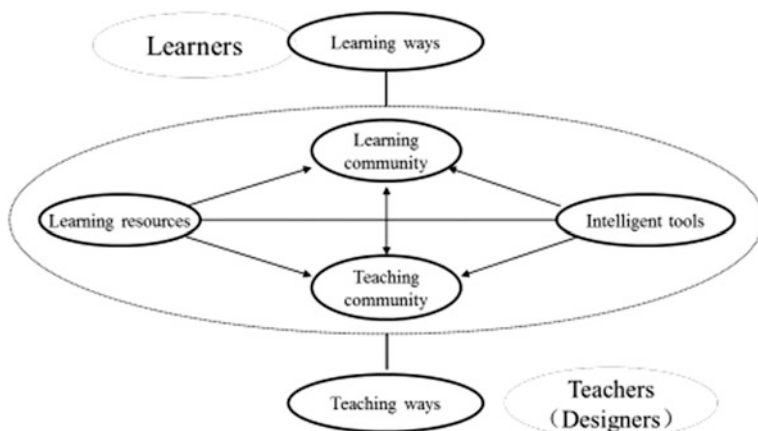 Learners
Learning ways
Learning
community
Learning resources
Intelligent tools
Teaching
community
Teaching ways
Teachers
（Designers）